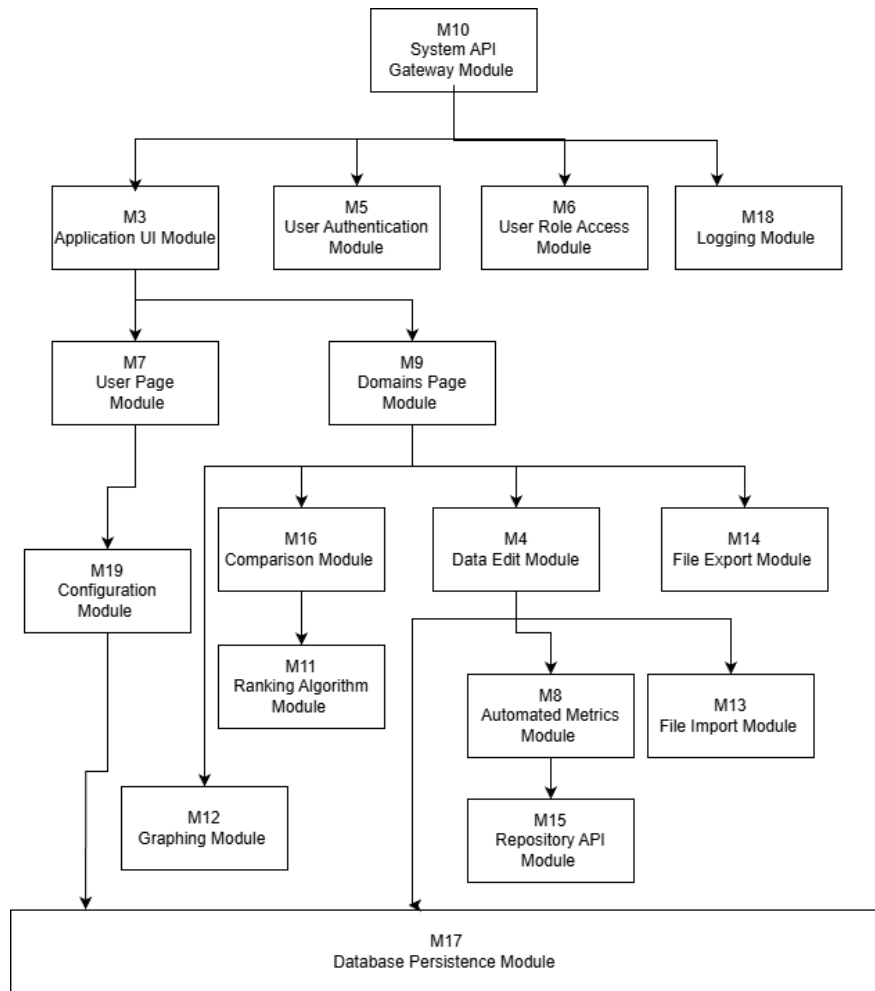 M10
System API
Gateway Module
M3
Application UI Module
M5
User Authentication
Module
M6
User Role Access
Module
M18
Logging Module
M7
User Page
Module
M9
Domains Page
Module
M16
Comparison Module
M4
Data Edit Module
M14
File Export Module
M19
Configuration
Module
M11
Ranking Algorithm
Module
M8
Automated Metrics
Module
M13
File Import Module
M12
Graphing Module
M15
Repository API
Module
M17
Database Persistence Module